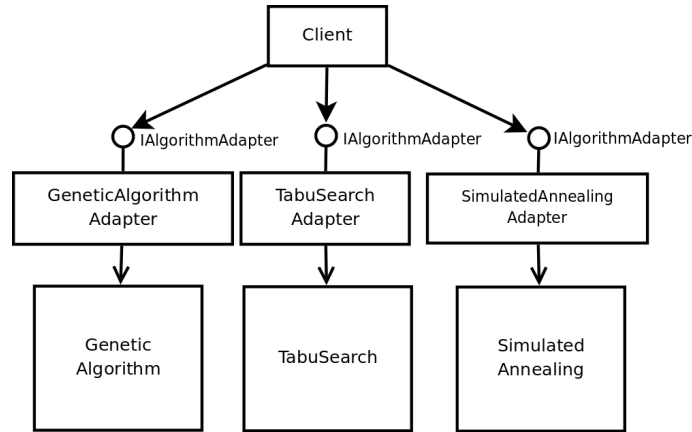 Client
IAlgorithmAdapter
IAlgorithmAdapter
IAlgorithmAdapter
GeneticAlgorithm
Adapter
TabuSearch
Adapter
SimulatedAnnealing
Adapter
Genetic
Algorithm
TabuSearch
Simulated
Annealing